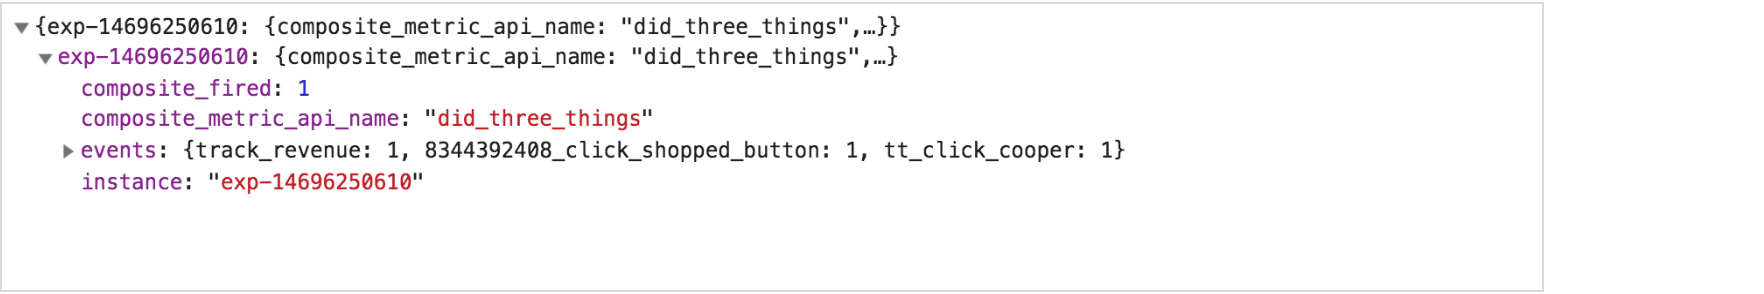 ▼{exp-14696250610: {composite_metric_api_name: "did_three_things",…}}
▼exp-14696250610: {composite_metric_api_name: "did_three_things",…}
composite_fired: 1
composite_metric_api_name: "did_three_things"
▶events: {track_revenue: 1, 8344392408_click_shopped_button: 1, tt_click_cooper: 1}
instance: "exp-14696250610"